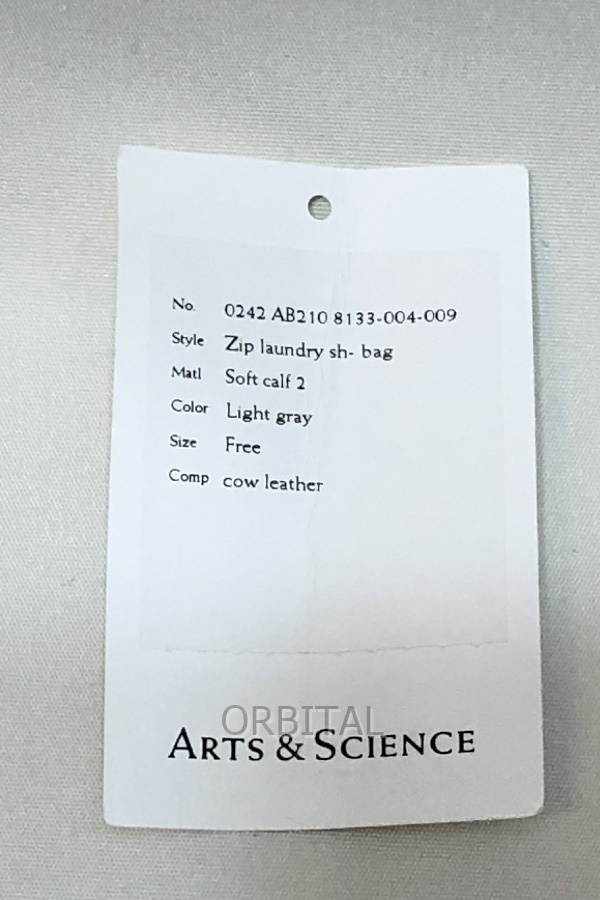 No. 0242 AB210 8133-004-009
Style Zip laundry sh- bag
Matl Soft calf 2
Color Light gray
Size Free
Comp cow leather
ORBITAL
ARTS & SCIENCE